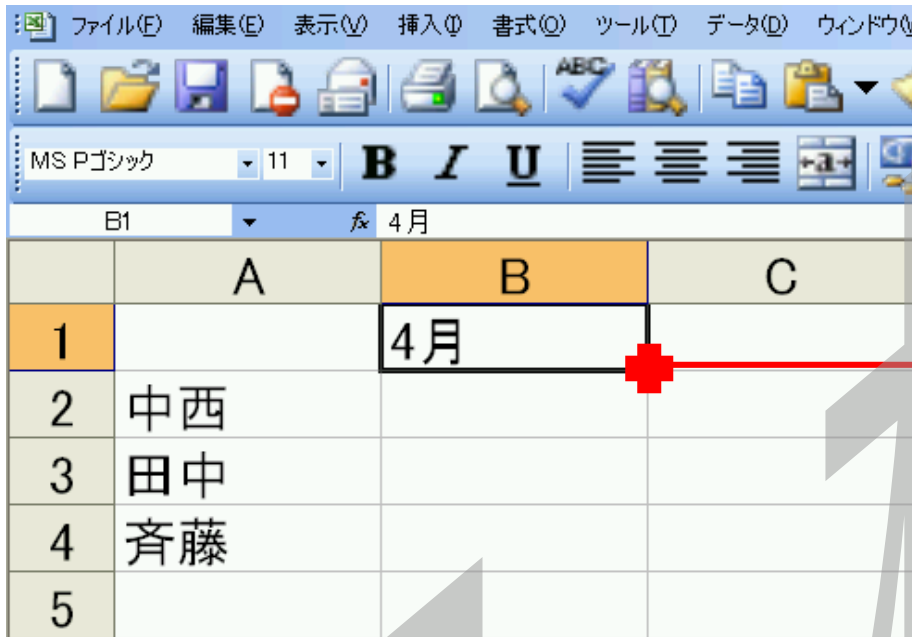 ファイル(F) 編集(E) 表示(V) 挿入(I) 書式(O) ツール(T) データ(D) ウィンドウ(W
ABC
MS Pゴシック 11 B I U a
B1 fx 4月
A B C
1 4月
2 中西
3 田中
4 斉藤
5